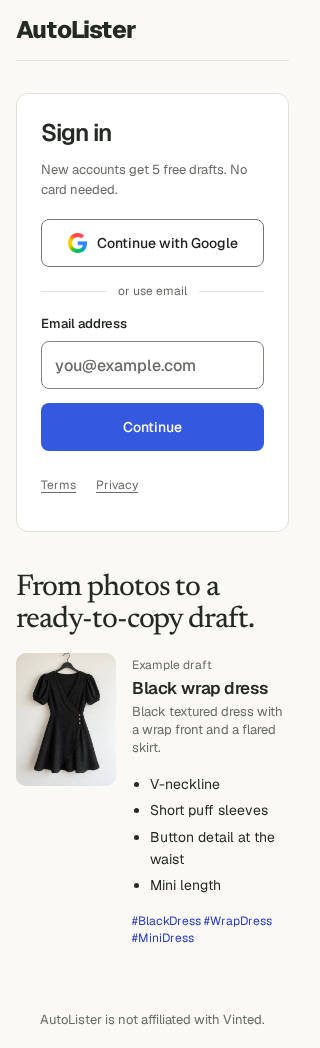 AutoLister
Sign in
New accounts get 5 free drafts. No
card needed.
Continue with Google
or use email
Email address
you@example.com
Continue
Terms Privacy
From photos to a
ready-to-copy draft.
Example draft
Black wrap dress
Black textured dress with
a wrap front and a flared
skirt.
• V-neckline
• Short puff sleeves
• Button detail at the
waist
• Mini length
#BlackDress #WrapDress
#MiniDress
AutoLister is not affiliated with Vinted.